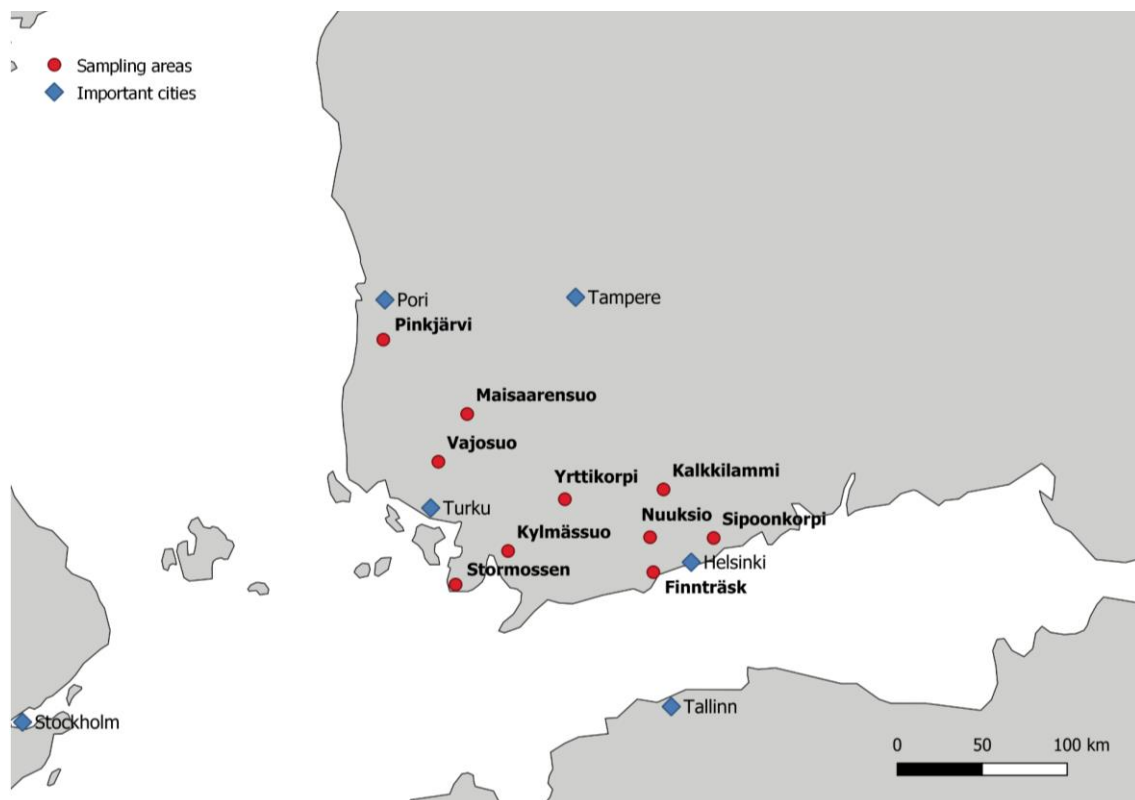 Sampling areas
Important cities
Pori
Tampere
Pinkjärvi
Maisaarensuo
Vajosuo
Yrttikorpi
Kalkkilammi
Turku
Nuuksio
Sipoonkorpi
Kylmässuo
Helsinki
Stormossen
Finnträsk
Tallinn
Stockholm
0 50 100 km